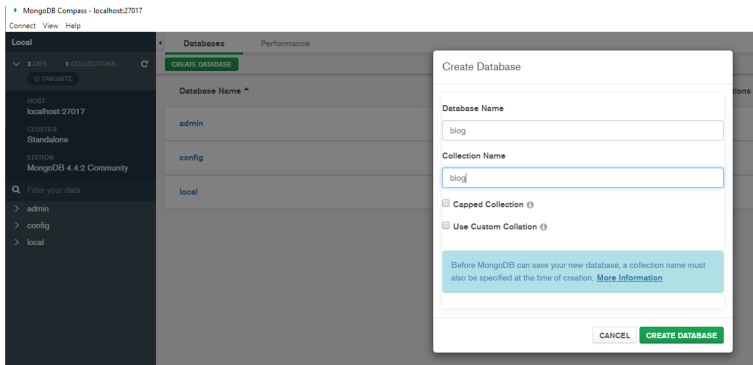 MongoDB Compass - localhost:27017
Connect View Help
Local
3 DBS 1 COLLECTIONS
FAVORITE
HOST
localhost:27017
CLUSTER
Standalone
EDITION
MongoDB 4.4.2 Community
Filter your data
admin
config
local
Databases Performance
CREATE DATABASE
Database Name
admin
config
local
tions
Create Database
Database Name
blog
Collection Name
blog
Capped Collection
Use Custom Collation
Before MongoDB can save your new database, a collection name must
also be specified at the time of creation. More Information
CANCEL CREATE DATABASE